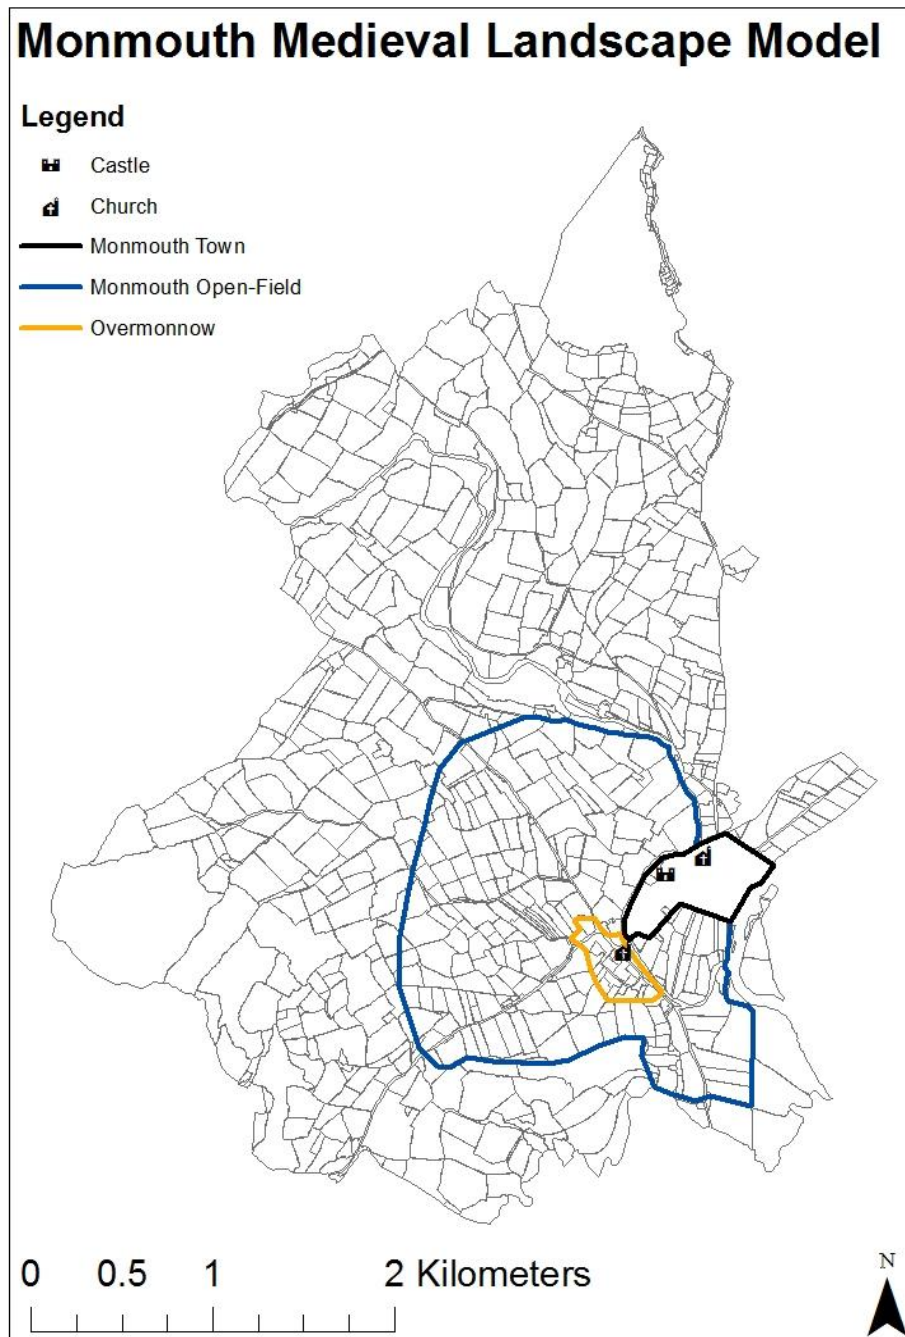 Monmouth Medieval Landscape Model
Legend
Castle
Church
Monmouth Town
Monmouth Open-Field
Overmonnow
0 0.5 1 2 Kilometers
N